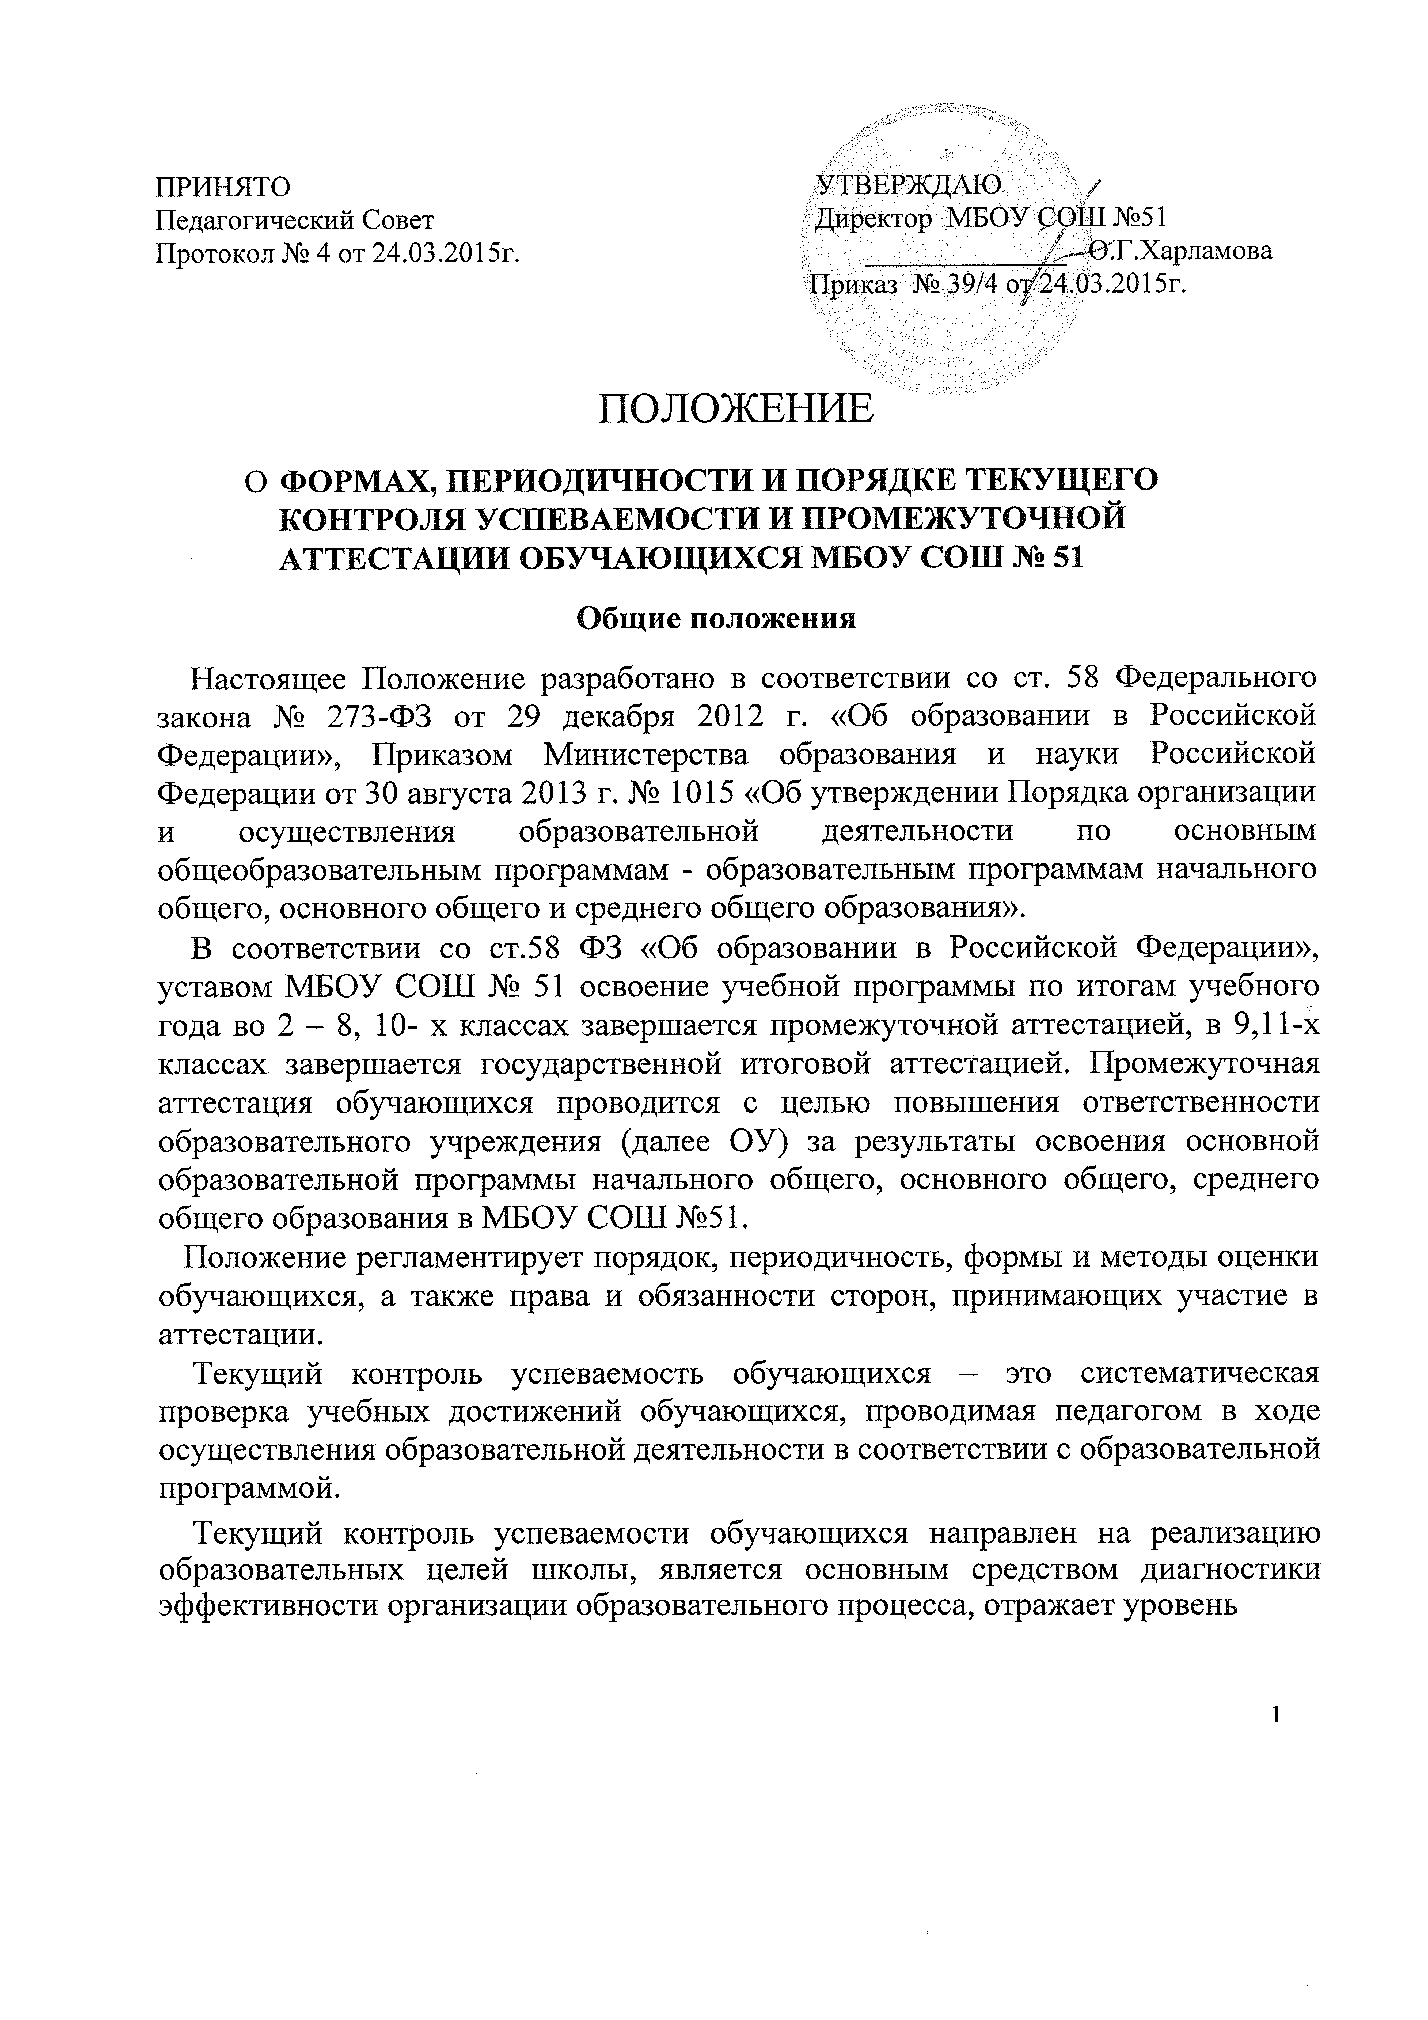 ПРИНЯТО
Педагогический Совет
Протокол № 4 от 24.03.2015г.
УТВЕРЖДАЮ
Директор МБОУ СОШ №51
О.Г.Харламова
Приказ № 39/4 от 24.03.2015г.
ПОЛОЖЕНИЕ
О ФОРМАХ, ПЕРИОДИЧНОСТИ И ПОРЯДКЕ ТЕКУЩЕГО
КОНТРОЛЯ УСПЕВАЕМОСТИ И ПРОМЕЖУТОЧНОЙ
АТТЕСТАЦИИ ОБУЧАЮЩИХСЯ МБОУ СОШ № 51
Общие положения
Настоящее Положение разработано в соответствии со ст. 58 Федерального
закона № 273-ФЗ от 29 декабря 2012 г. «Об образовании в Российской
Федерации», Приказом Министерства образования и науки Российской
Федерации от 30 августа 2013 г. № 1015 «Об утверждении Порядка организации
и осуществления образовательной деятельности по основным
общеобразовательным программам - образовательным программам начального
общего, основного общего и среднего общего образования».
В соответствии со ст.58 ФЗ «Об образовании в Российской Федерации»,
уставом МБОУ СОШ № 51 освоение учебной программы по итогам учебного
года во 2 – 8, 10- х классах завершается промежуточной аттестацией, в 9,11-х
классах завершается государственной итоговой аттестацией. Промежуточная
аттестация обучающихся проводится с целью повышения ответственности
образовательного учреждения (далее ОУ) за результаты освоения основной
образовательной программы начального общего, основного общего, среднего
общего образования в МБОУ СОШ №51.
Положение регламентирует порядок, периодичность, формы и методы оценки
обучающихся, а также права и обязанности сторон, принимающих участие в
аттестации.
Текущий контроль успеваемость обучающихся – это систематическая
проверка учебных достижений обучающихся, проводимая педагогом в ходе
осуществления образовательной деятельности в соответствии с образовательной
программой.
Текущий контроль успеваемости обучающихся направлен на реализацию
образовательных целей школы, является основным средством диагностики
эффективности организации образовательного процесса, отражает уровень
1